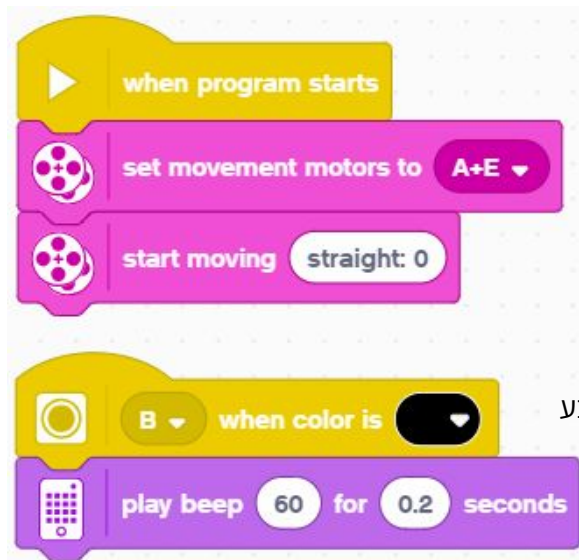 when program starts
set movement motors to A+E
start moving straight: 0
B when color is
play beep 60 for 0.2 seconds